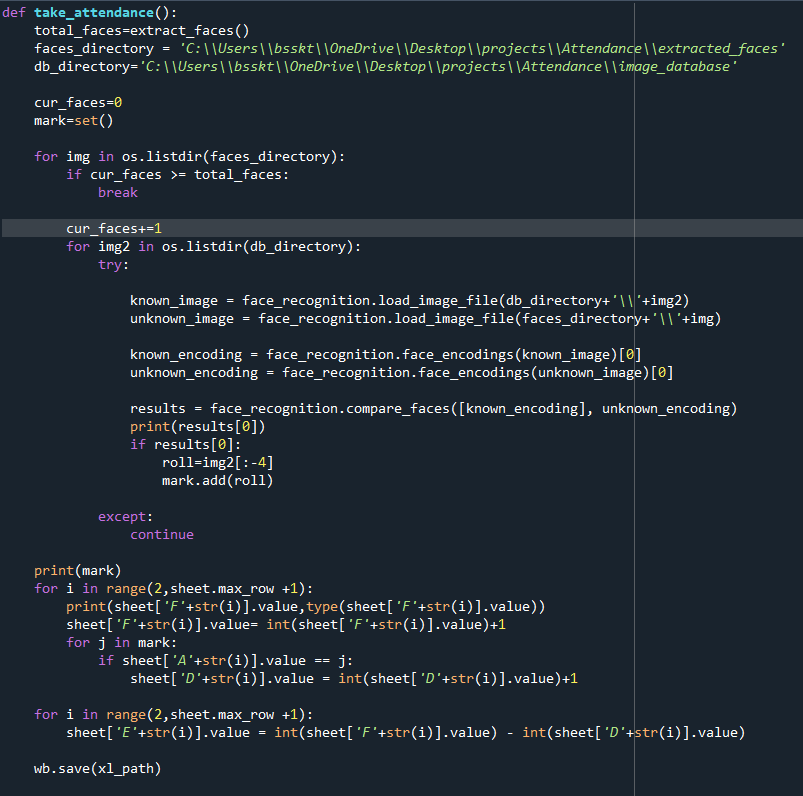 def take_attendance():
    total_faces=extract_faces()
    faces_directory = 'C:\\Users\\bsskt\\OneDrive\\Desktop\\projects\\Attendance\\extracted_faces'
    db_directory='C:\\Users\\bsskt\\OneDrive\\Desktop\\projects\\Attendance\\image_database'
    cur_faces=0
    mark=set()
    for img in os.listdir(faces_directory):
        if cur_faces >= total_faces:
            break
        cur_faces+=1
        for img2 in os.listdir(db_directory):
            try:
                known_image = face_recognition.load_image_file(db_directory+'\\'+img2)
                unknown_image = face_recognition.load_image_file(faces_directory+'\\'+img)
                known_encoding = face_recognition.face_encodings(known_image)[0]
                unknown_encoding = face_recognition.face_encodings(unknown_image)[0]
                results = face_recognition.compare_faces([known_encoding], unknown_encoding)
                print(results[0])
                if results[0]:
                    roll=img2[:-4]
                    mark.add(roll)
            except:
                continue
    print(mark)
    for i in range(2,sheet.max_row +1):
        print(sheet['F'+str(i)].value,type(sheet['F'+str(i)].value))
        sheet['F'+str(i)].value= int(sheet['F'+str(i)].value)+1
        for j in mark:
            if sheet['A'+str(i)].value == j:
                sheet['D'+str(i)].value = int(sheet['D'+str(i)].value)+1
    for i in range(2,sheet.max_row +1):
        sheet['E'+str(i)].value = int(sheet['F'+str(i)].value) - int(sheet['D'+str(i)].value)
    wb.save(xl_path)